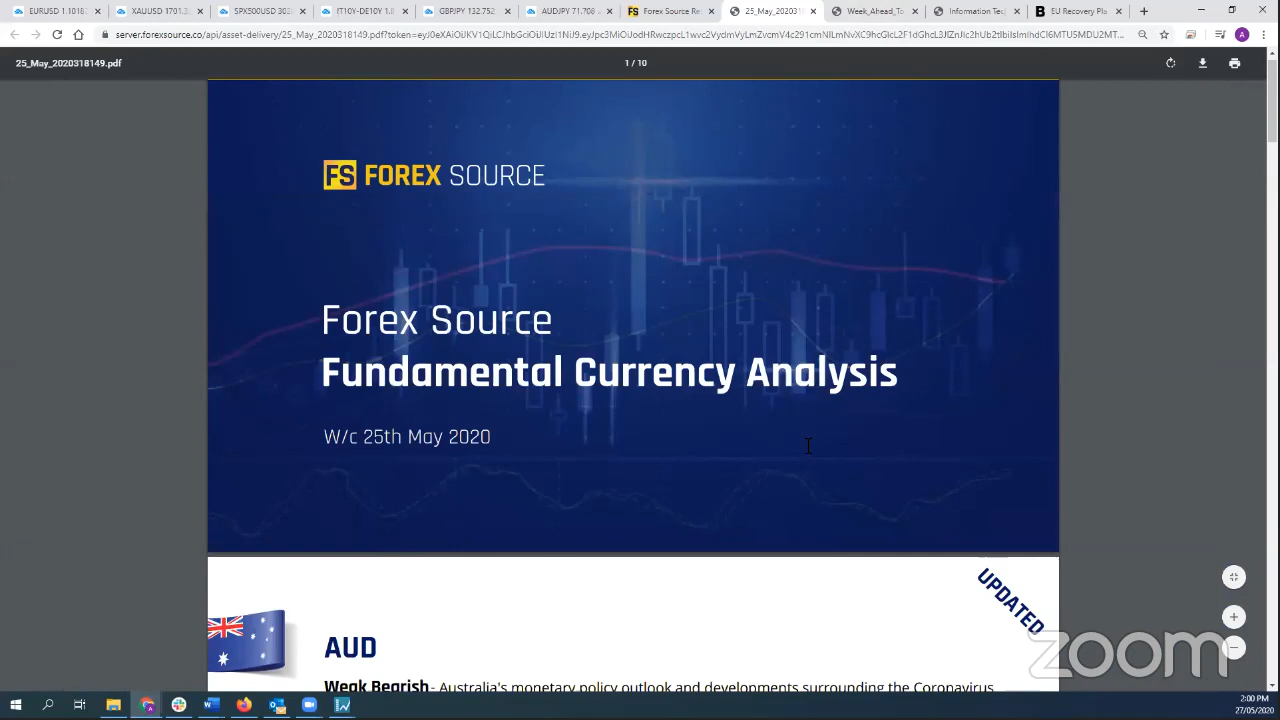 EURUSD 1.1016
XAUUSD 1701.3
SPX500USD 302
(IT10Y-DE10Y 1.
GBPJPY 132.752
AUDJPY 71.708
Forex Source Re
25_May_202031
Week_Ahead_To
Information Tec
EU Recovery Pla
25_May_2020318149.pdf
1 / 10
FS FOREX SOURCE
Forex Source
Fundamental Currency Analysis
W/c 25th May 2020
UPDATED
AUD
Weak Bearish - Australia's monetary policy outlook and developments surrounding the Coronavirus
zoom
2:00 PM
27/05/2020